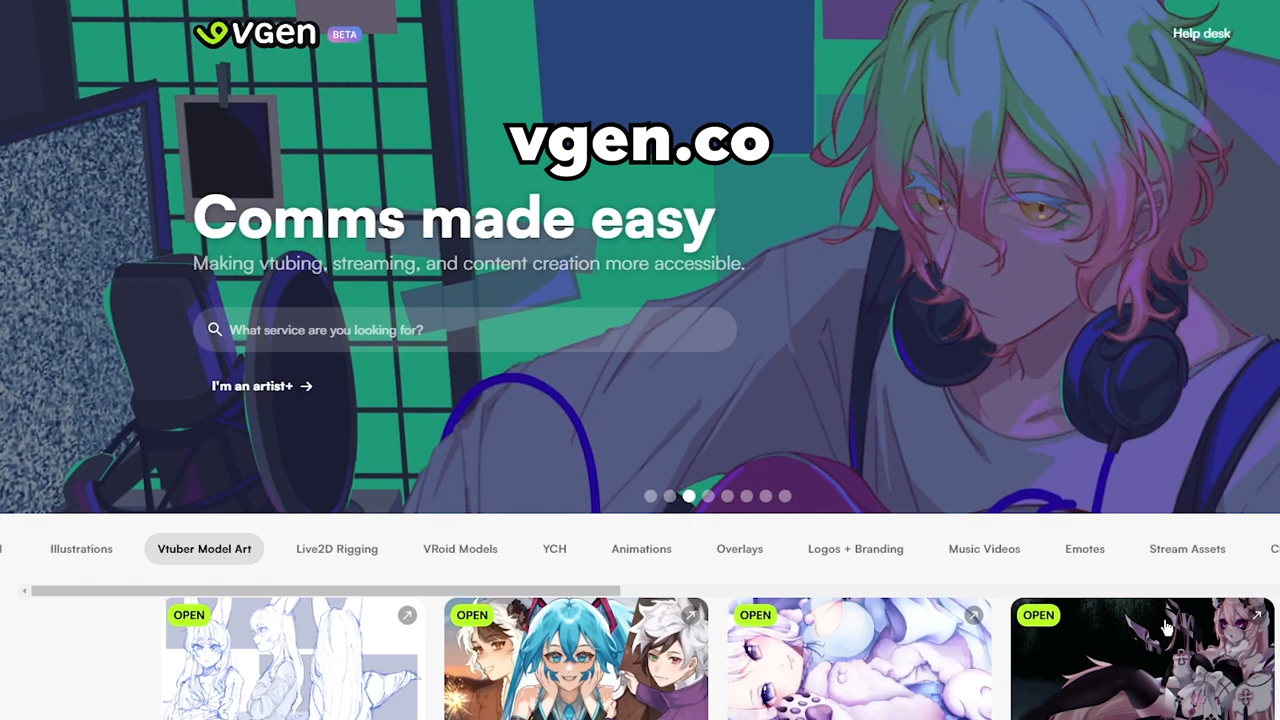 vgen BETA
Help desk
vgen.co
Comms made easy
Making vtubing, streaming, and content creation more accessible.
What service are you looking for?
I'm an artist+ →
Illustrations Vtuber Model Art Live2D Rigging VRoid Models YCH Animations Overlays Logos + Branding Music Videos Emotes Stream Assets
OPEN OPEN OPEN OPEN